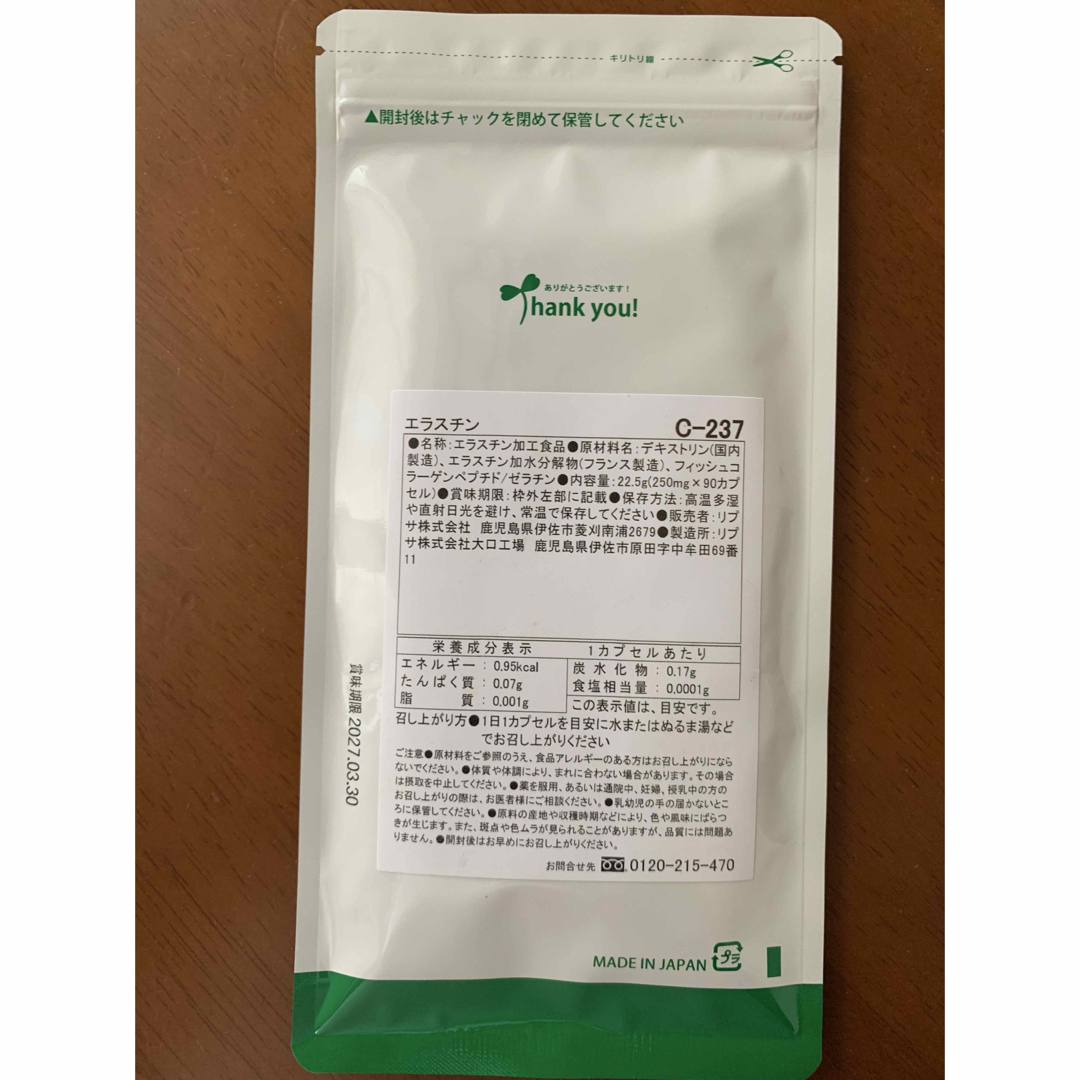 キリトリ線
▲開封後はチャックを閉めて保管してください
ありがとうございます!
Thank you!
エラスチン C-237
●名称:エラスチン加工食品●原材料名:デキストリン(国内
製造)、エラスチン加水分解物(フランス製造)、フィッシュコ
ラーゲンペプチド/ゼラチン●内容量:22.5g(250mg×90カプ
セル)●賞味期限:枠外左部に記載●保存方法:高温多湿
や直射日光を避け、常温で保存してください●販売者:リプ
サ株式会社 鹿児島県伊佐市菱刈南浦2679●製造所:リプ
サ株式会社大口工場 鹿児島県伊佐市原田字中牟田69番
11
栄養成分表示 1カプセルあたり
エネルギー:0.95kcal 炭水化物:0.17g
たんぱく質:0.07g 食塩相当量:0.0001g
脂質:0.001g この表示値は、目安です。
召し上がり方●1日1カプセルを目安に水またはぬるま湯など
でお召し上がりください
ご注意●原材料をご参照のうえ、食品アレルギーのある方はお召し上がりになら
ないでください。●体質や体調により、まれに合わない場合があります。その場合
は摂取を中止してください。●薬を服用、あるいは通院中、妊婦、授乳中の方の
お召し上がりの際は、お医者様にご相談ください。●乳幼児の手の届かないとこ
ろに保管してください。●原料の産地や収穫時期などにより、色や風味にばらつ
きが生じます。また、斑点や色ムラが見られることがありますが、品質には問題あ
りません。●開封後はお早めにお召し上がりください。
お問合せ先 0120-215-470
賞味期限 2027.03.30
MADE IN JAPAN プラ